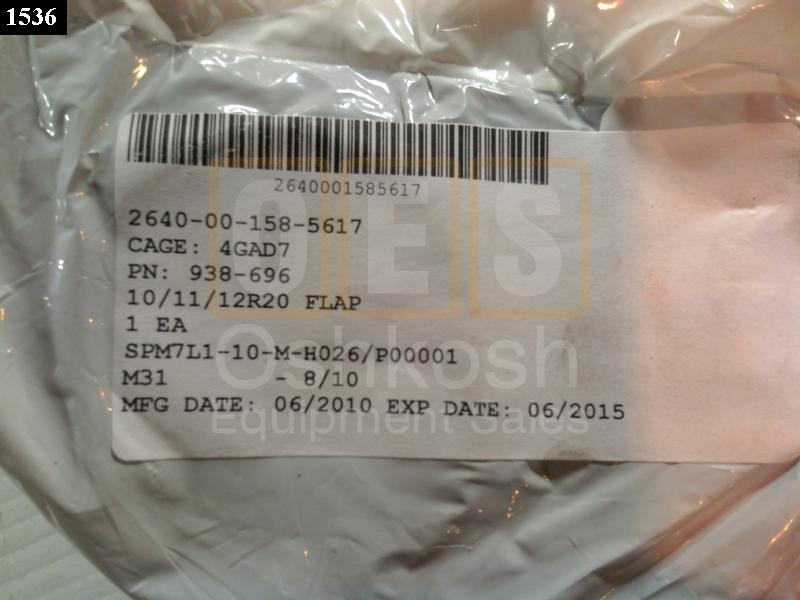 1536
2640001585617
2640-00-158-5617
CAGE: 4GAD7
PN: 938-696
10/11/12R20 FLAP
1 EA
SPM7L1-10-M-H026/P00001
M31 - 8/10
MFG DATE: 06/2010 EXP DATE: 06/2015
OES
Oshkosh
Equipment Sales